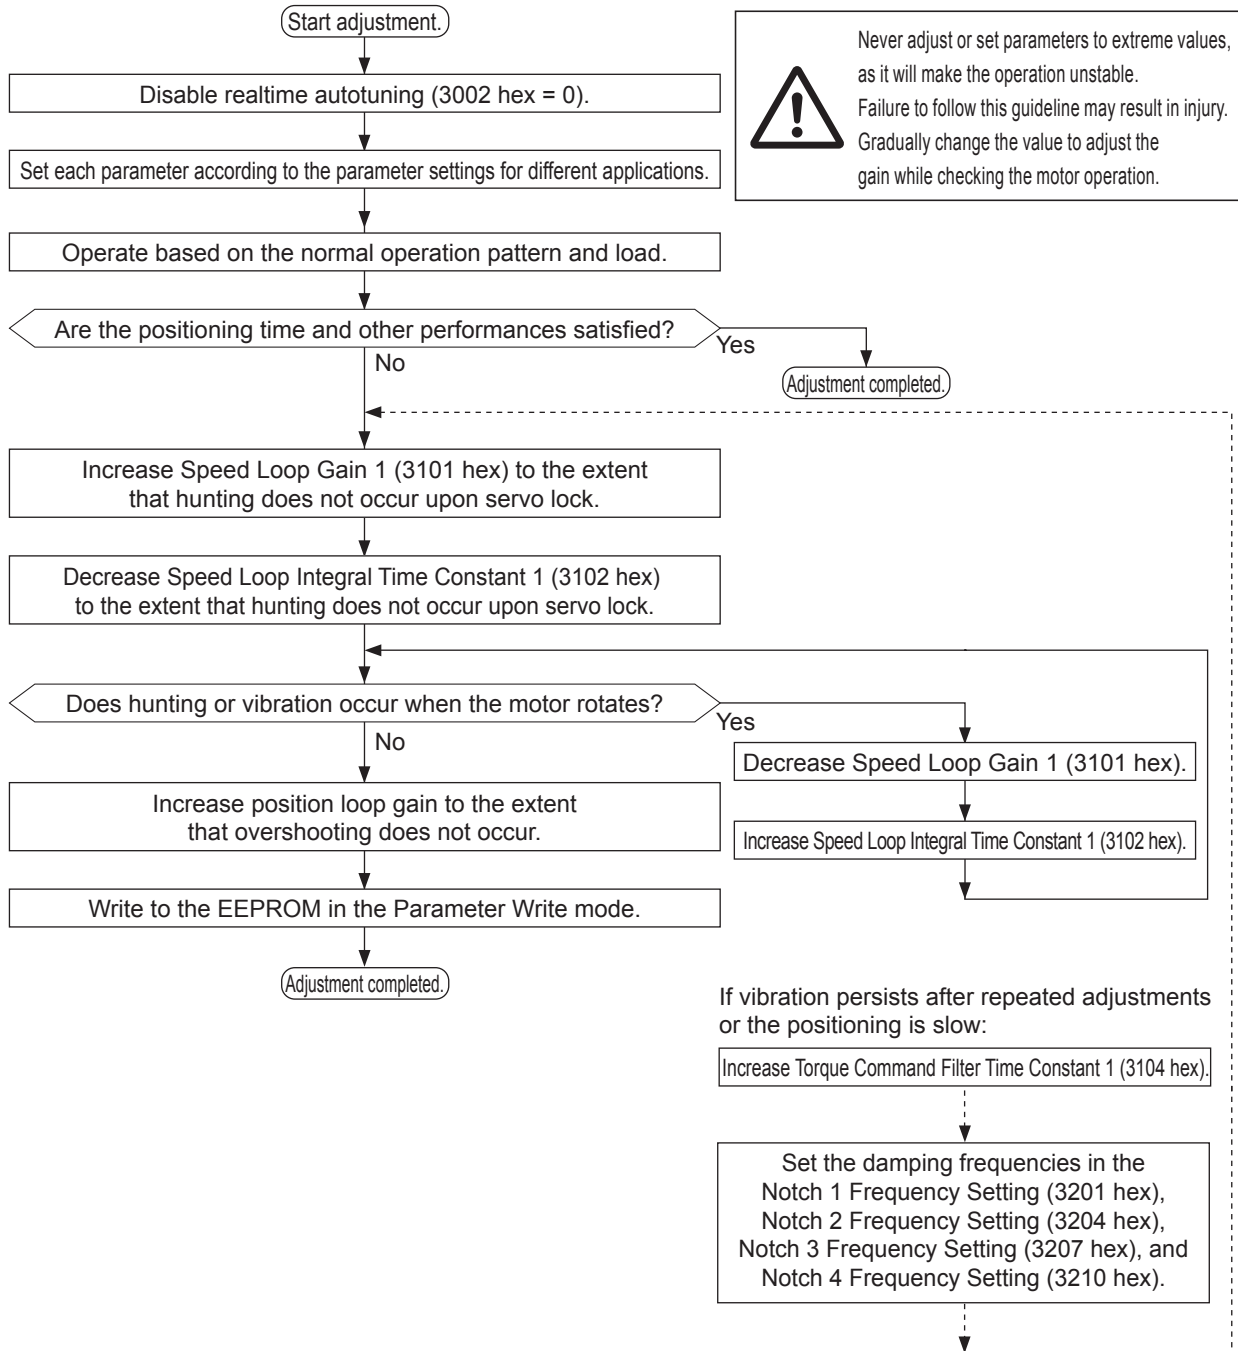 Start adjustment.
Never adjust or set parameters to extreme values,
as it will make the operation unstable.
Failure to follow this guideline may result in injury.
Gradually change the value to adjust the
gain while checking the motor operation.
Disable realtime autotuning (3002 hex = 0).
Set each parameter according to the parameter settings for different applications.
Operate based on the normal operation pattern and load.
Are the positioning time and other performances satisfied?
Yes
No
Adjustment completed.
Increase Speed Loop Gain 1 (3101 hex) to the extent
that hunting does not occur upon servo lock.
Decrease Speed Loop Integral Time Constant 1 (3102 hex)
to the extent that hunting does not occur upon servo lock.
Does hunting or vibration occur when the motor rotates?
Yes
No
Decrease Speed Loop Gain 1 (3101 hex).
Increase position loop gain to the extent
that overshooting does not occur.
Increase Speed Loop Integral Time Constant 1 (3102 hex).
Write to the EEPROM in the Parameter Write mode.
Adjustment completed.
If vibration persists after repeated adjustments
or the positioning is slow:
Increase Torque Command Filter Time Constant 1 (3104 hex).
Set the damping frequencies in the
Notch 1 Frequency Setting (3201 hex),
Notch 2 Frequency Setting (3204 hex),
Notch 3 Frequency Setting (3207 hex), and
Notch 4 Frequency Setting (3210 hex).